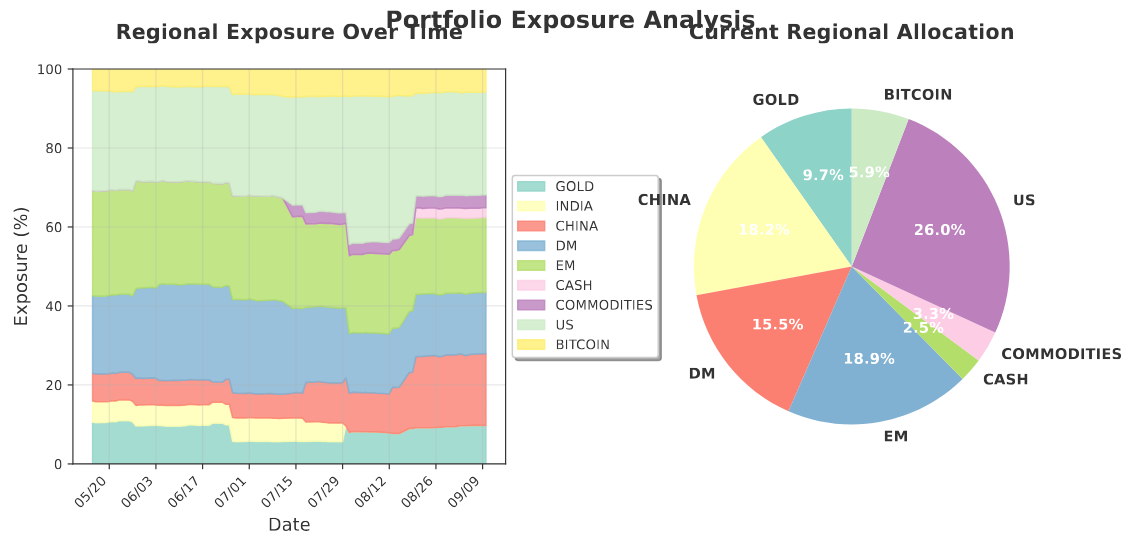 Portfolio Exposure Analysis
Regional Exposure Over Time
Current Regional Allocation
Exposure (%)
100
80
60
40
20
0
05/20
06/03
06/17
07/01
07/15
07/29
08/12
08/26
09/09
Date
GOLD
INDIA
CHINA
DM
EM
CASH
COMMODITIES
US
BITCOIN
GOLD
BITCOIN
CHINA
US
DM
EM
CASH
COMMODITIES
9.7%
5.9%
18.2%
26.0%
15.5%
18.9%
3.3%
2.5%